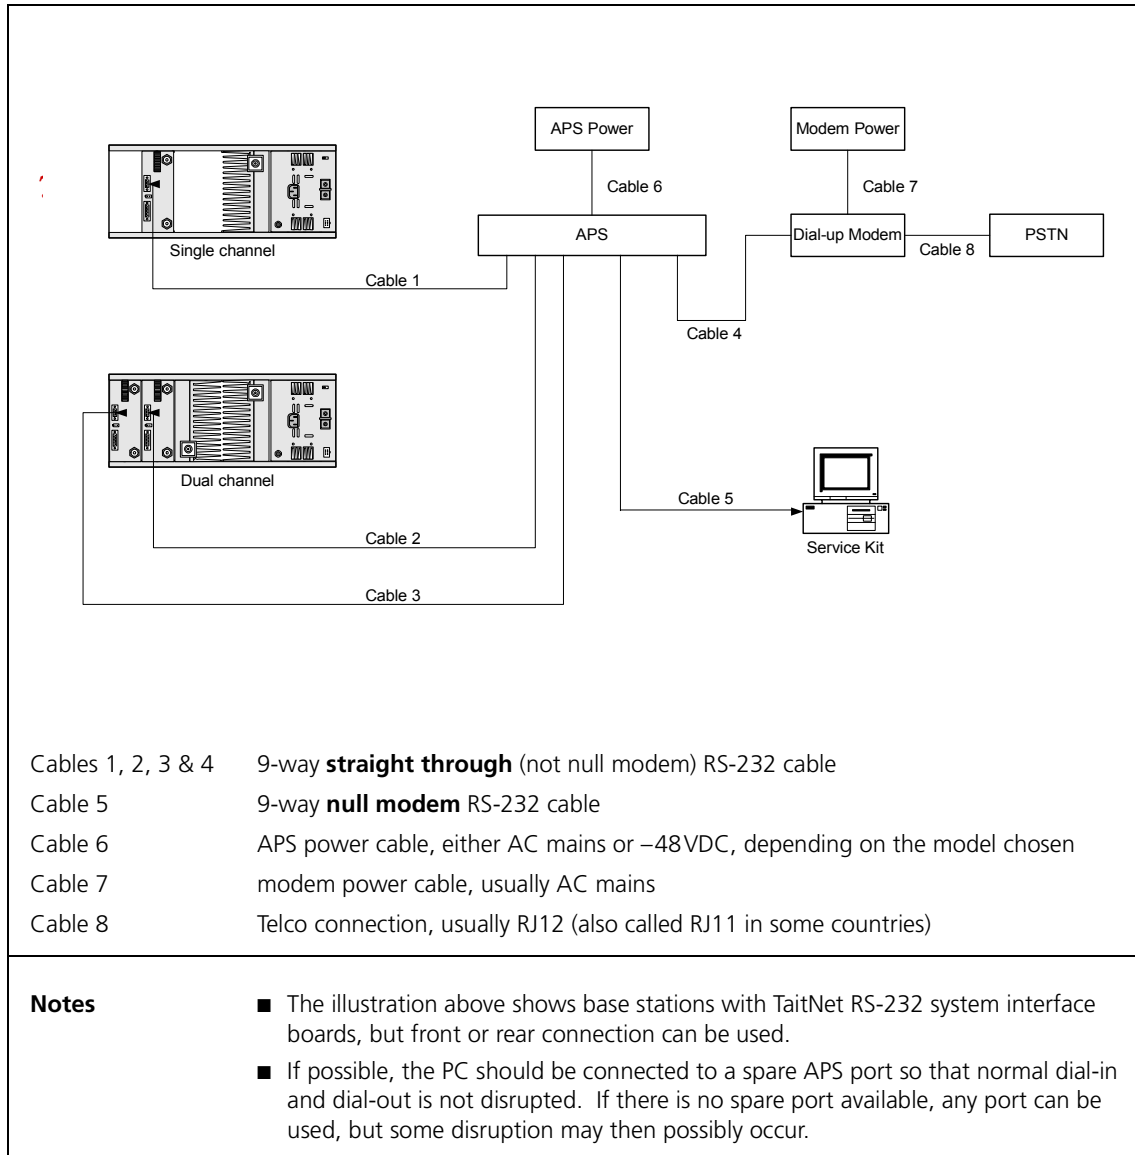 APS Power
Modem Power
Cable 6
Cable 7
APS
Dial-up Modem
PSTN
Cable 8
Single channel
Cable 1
Cable 4
Dual channel
Cable 5
Cable 2
Service Kit
Cable 3
Cables 1, 2, 3 & 4 9-way straight through (not null modem) RS-232 cable
Cable 5 9-way null modem RS-232 cable
Cable 6 APS power cable, either AC mains or –48VDC, depending on the model chosen
Cable 7 modem power cable, usually AC mains
Cable 8 Telco connection, usually RJ12 (also called RJ11 in some countries)
Notes ■ The illustration above shows base stations with TaitNet RS-232 system interface
boards, but front or rear connection can be used.
■ If possible, the PC should be connected to a spare APS port so that normal dial-in
and dial-out is not disrupted. If there is no spare port available, any port can be
used, but some disruption may then possibly occur.